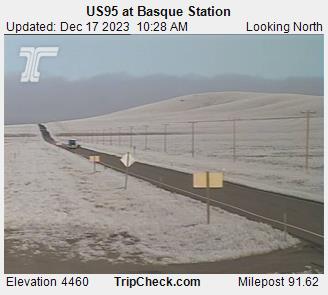 US95 at Basque Station
Updated: Dec 17 2023 10:28 AM Looking North
Elevation 4460 TripCheck.com Milepost 91.62